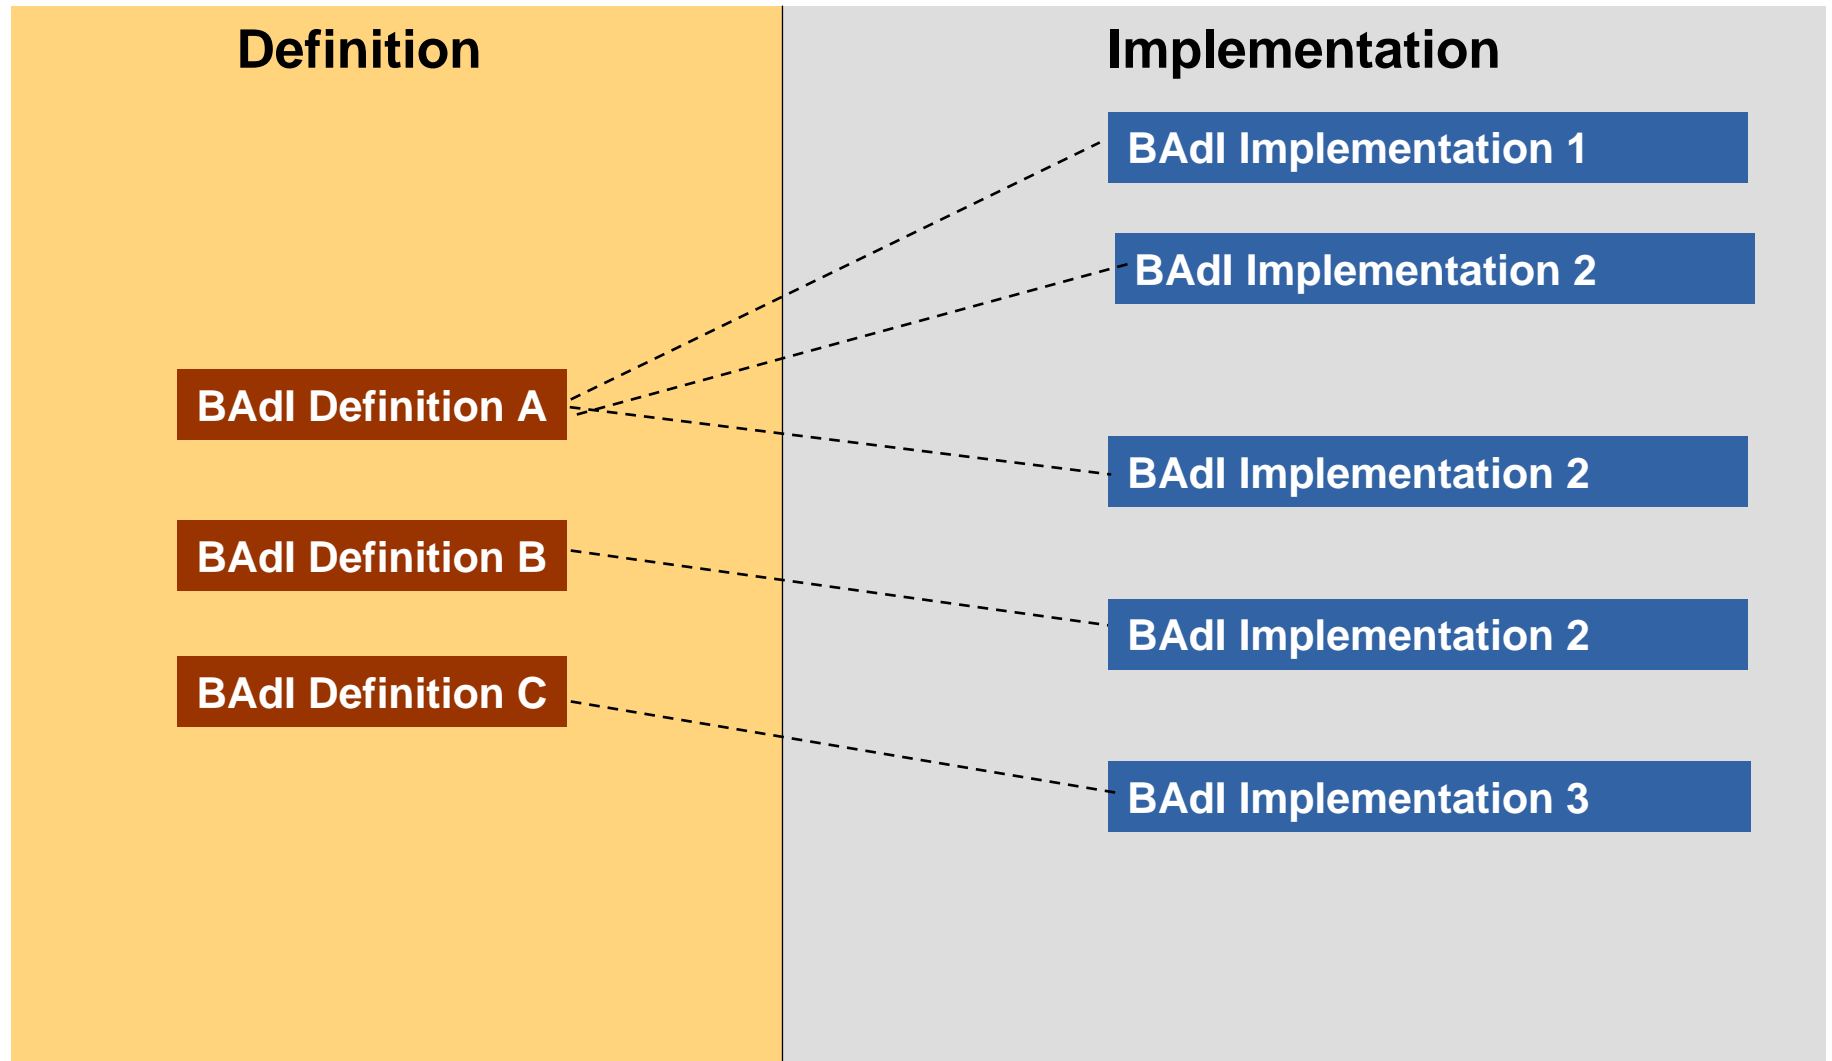 Definition
BAdI Definition A
BAdI Definition B
BAdI Definition C
Implementation
BAdI Implementation 1
BAdI Implementation 2
BAdI Implementation 2
BAdI Implementation 2
BAdI Implementation 3